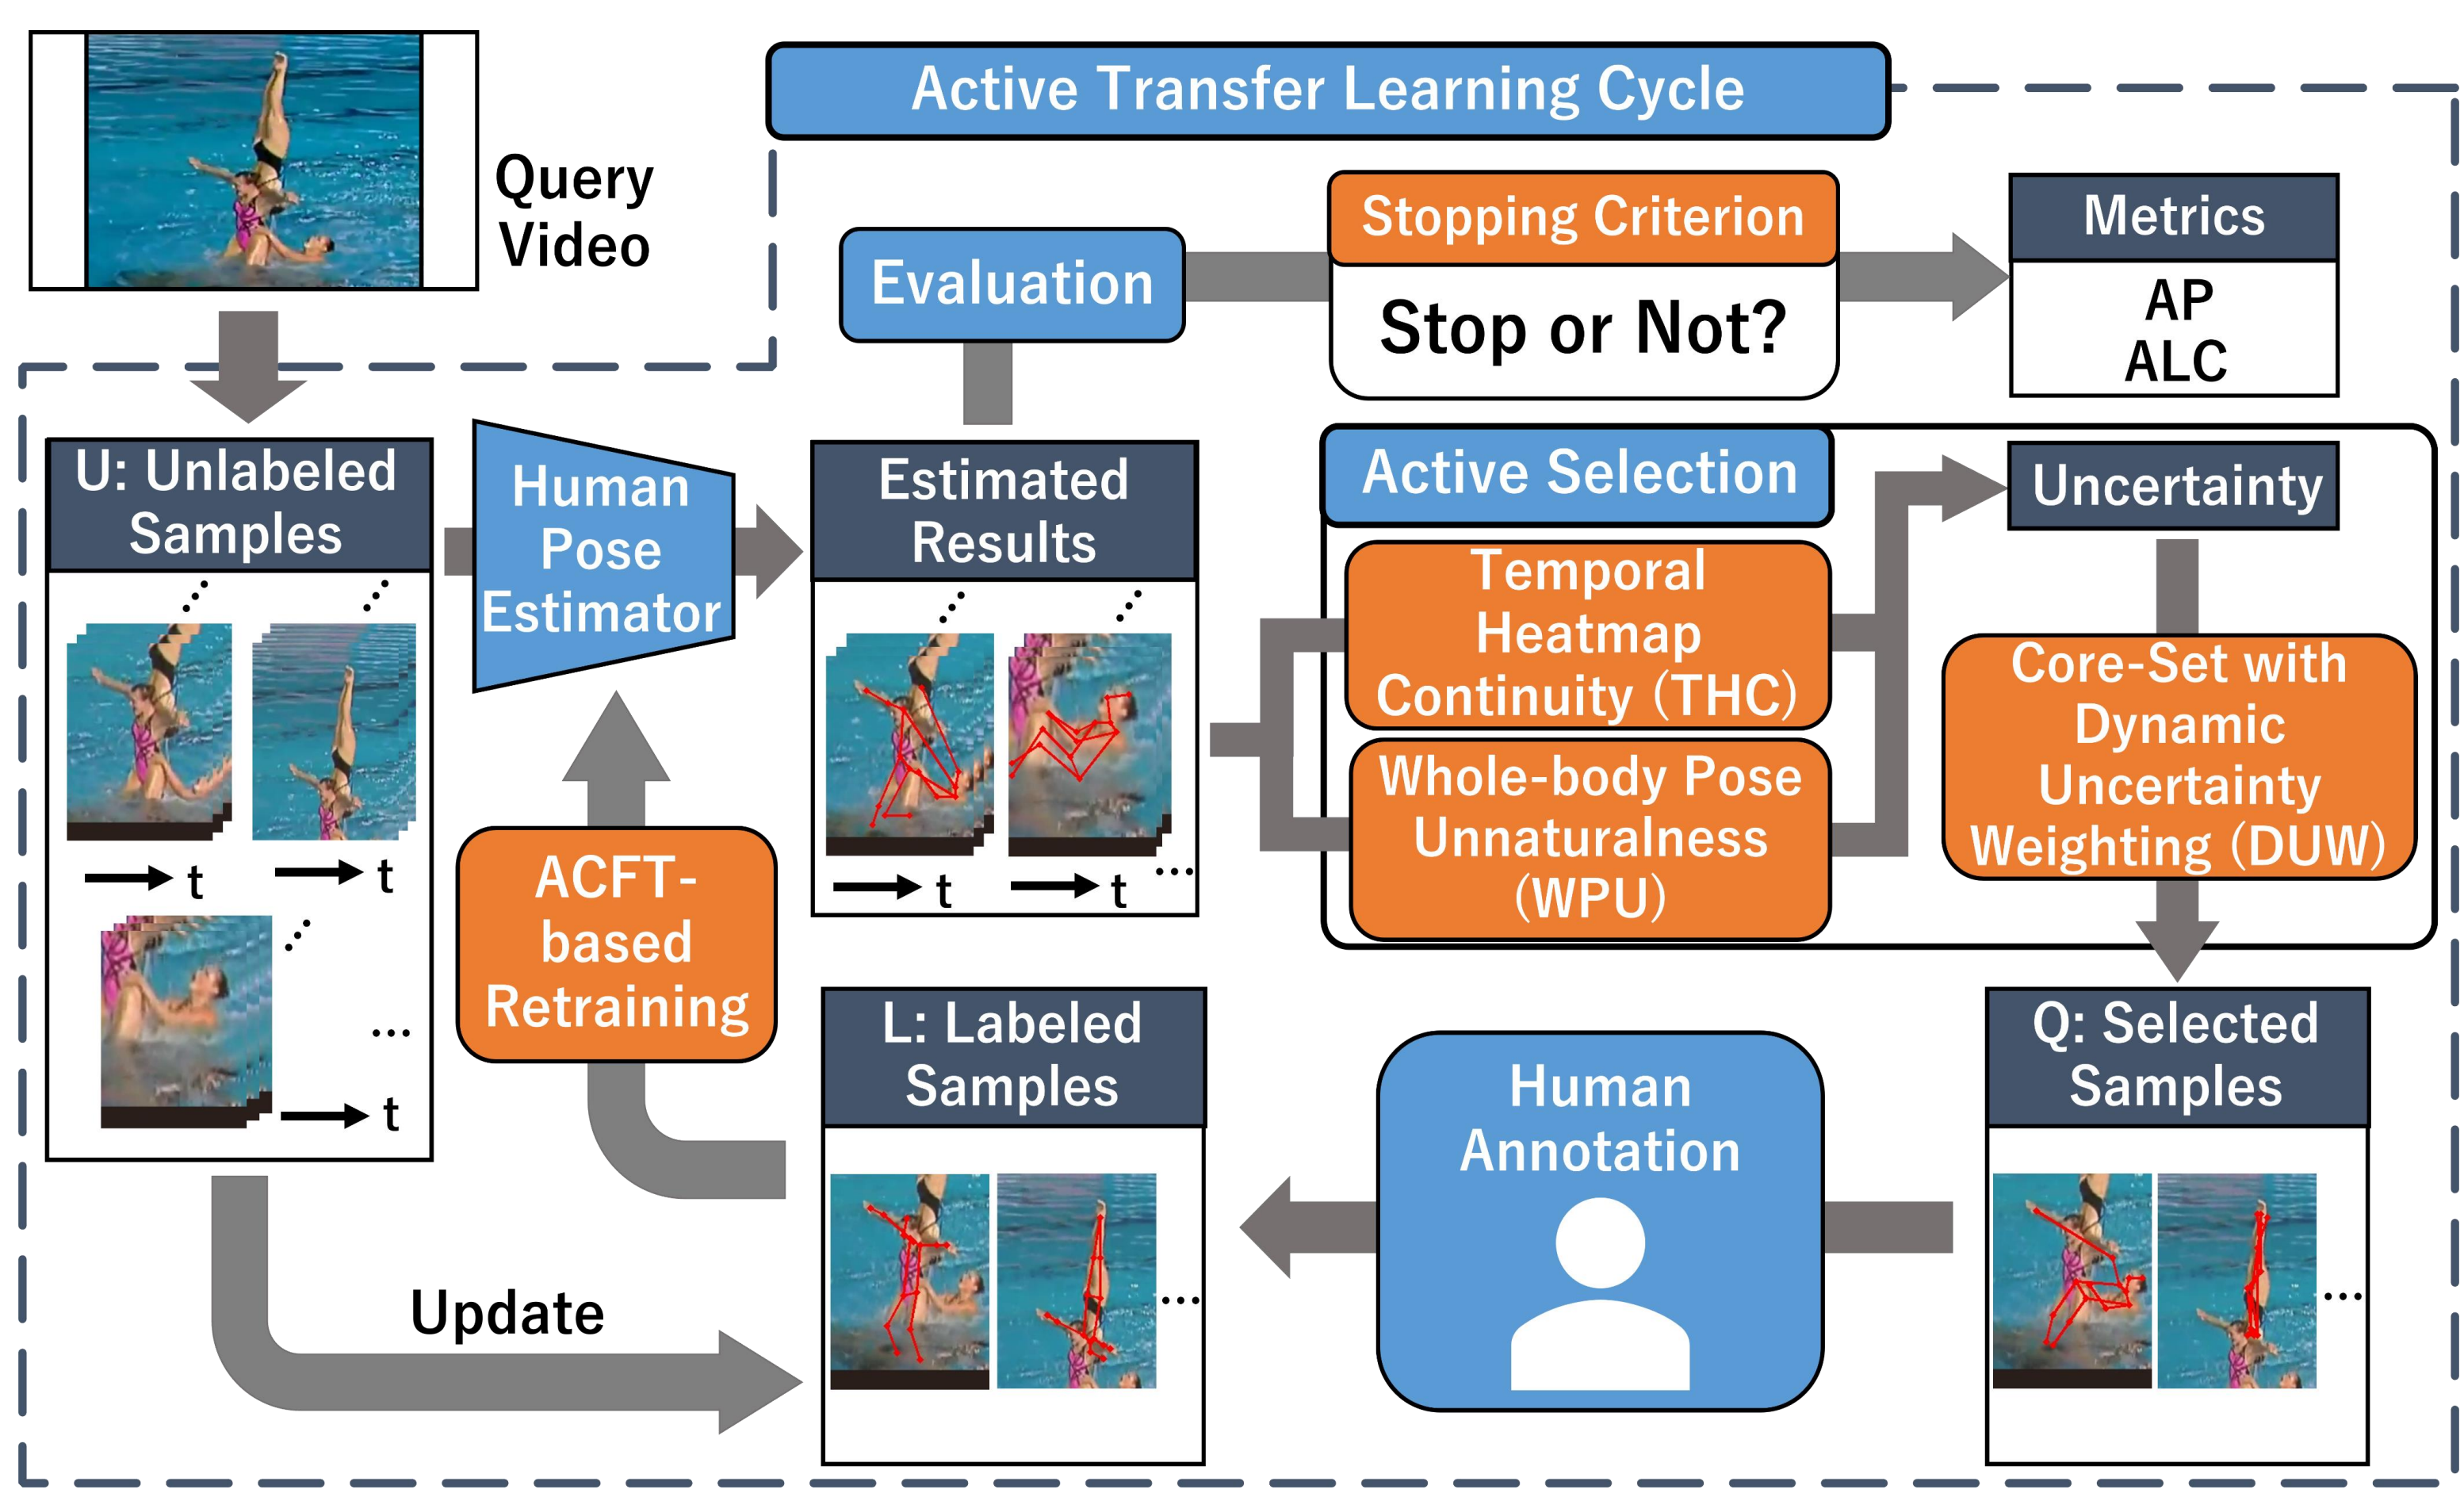 Query
Video
Active Transfer Learning Cycle
Evaluation
Stopping Criterion
Stop or Not?
Metrics
AP
ALC
U: Unlabeled
Samples
t
t
t
Human
Pose
Estimator
Estimated
Results
t
t
Active Selection
Temporal
Heatmap
Continuity (THC)
Whole-body Pose
Unnaturalness
(WPU)
Uncertainty
Core-Set with
Dynamic
Uncertainty
Weighting (DUW)
ACFT-
based
Retraining
L: Labeled
Samples
Human
Annotation
Q: Selected
Samples
Update